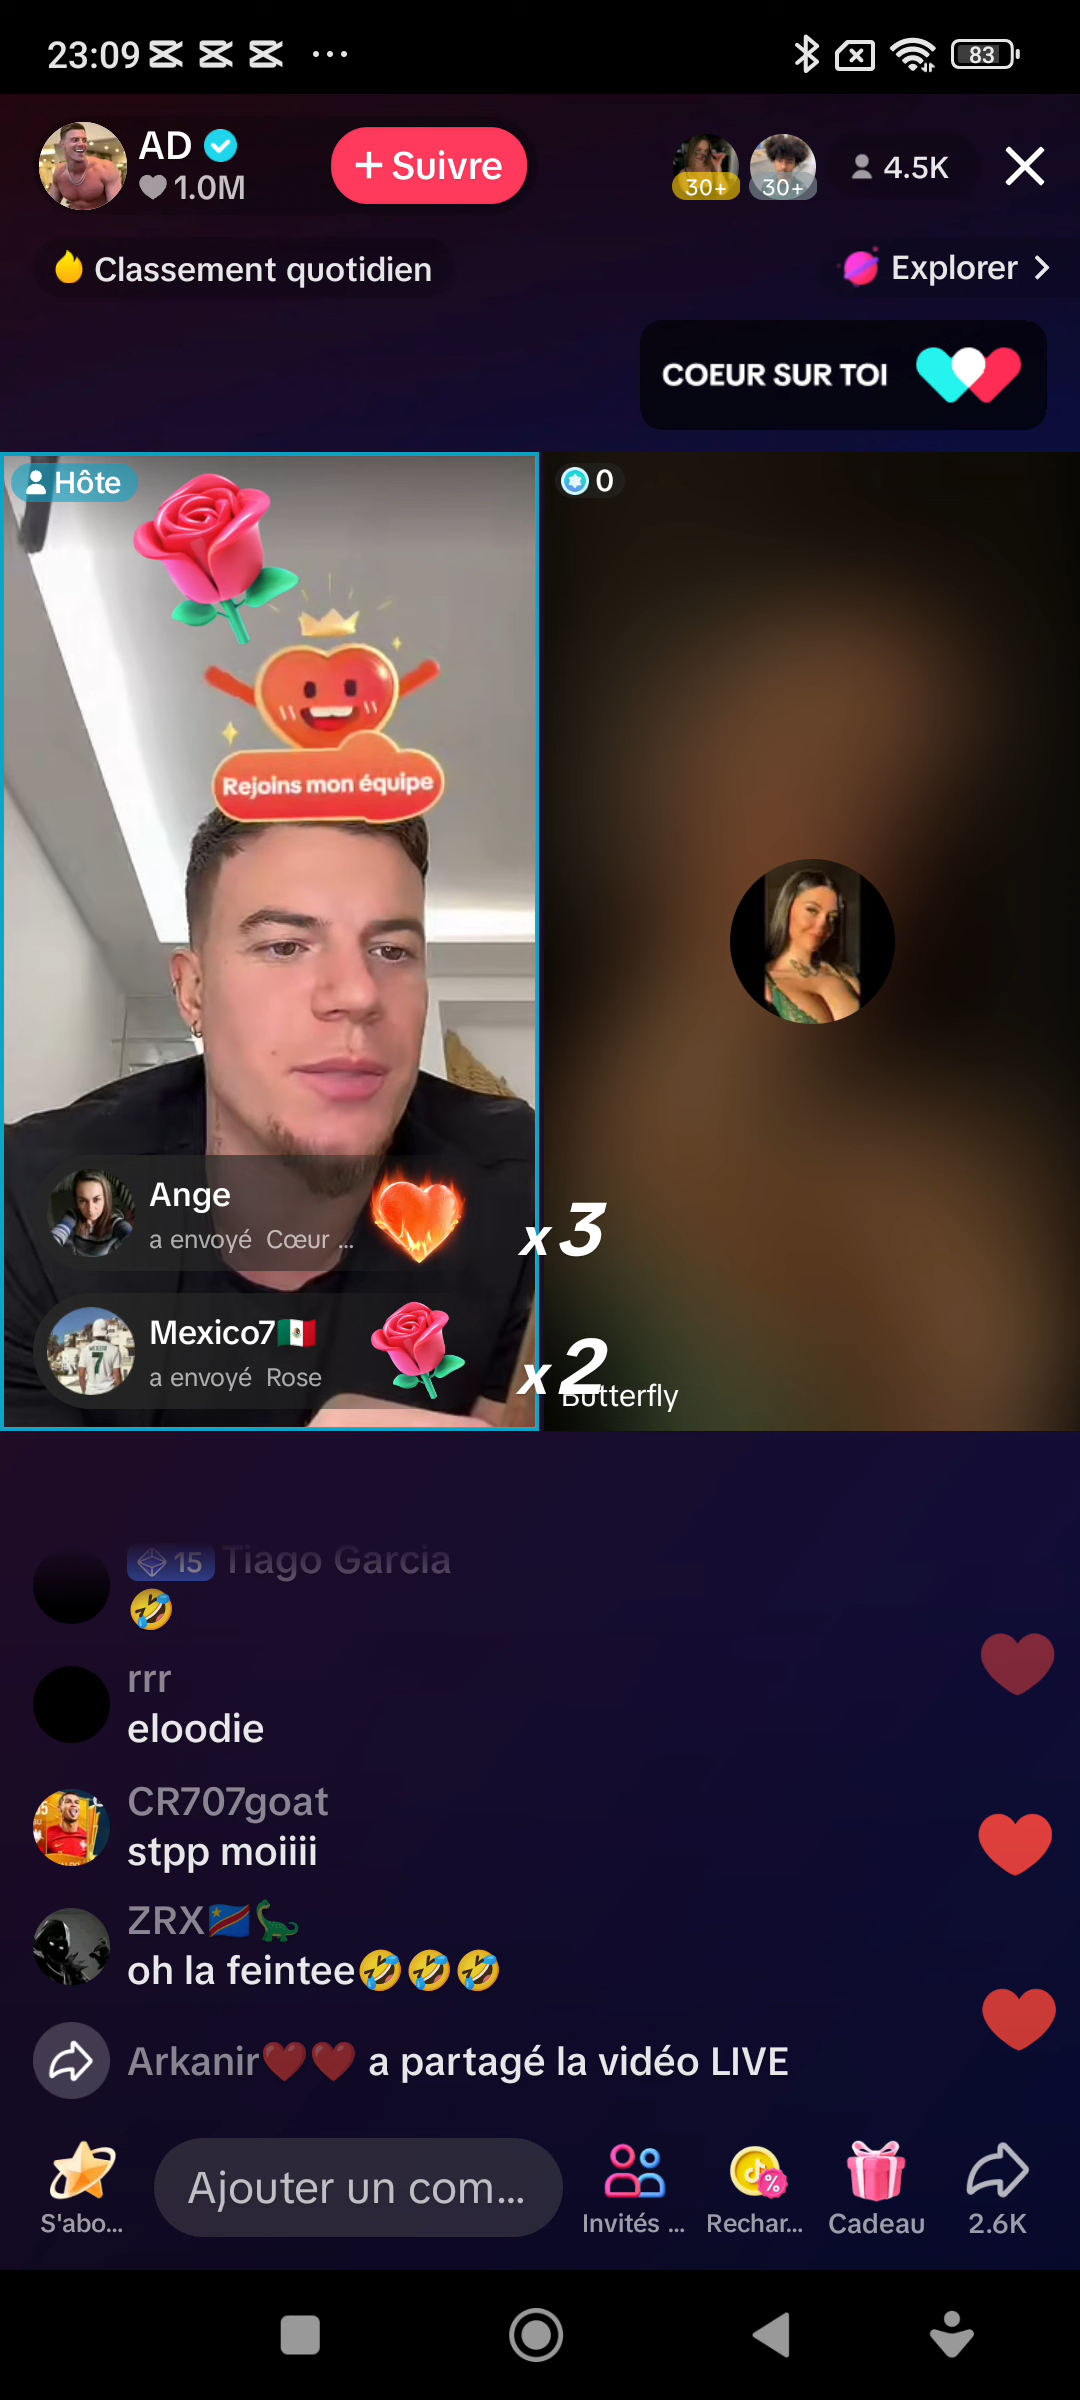 23:09
83
AD
1.0M
+ Suivre
30+
30+
4.5K
Classement quotidien
Explorer
COEUR SUR TOI
Hôte
0
Rejoins mon équipe
Ange
a envoyé Cœur ...
x3
Mexico7🇲🇽
a envoyé Rose
x2
Butterfly
15 Tiago Garcia
🤣
rrr
eloodie
CR707goat
stpp moiiii
ZRX🇨🇩🦕
oh la feintee🤣🤣🤣
Arkanir❤️❤️ a partagé la vidéo LIVE
Ajouter un com...
S'abo...
Invités ...
Rechar...
Cadeau
2.6K